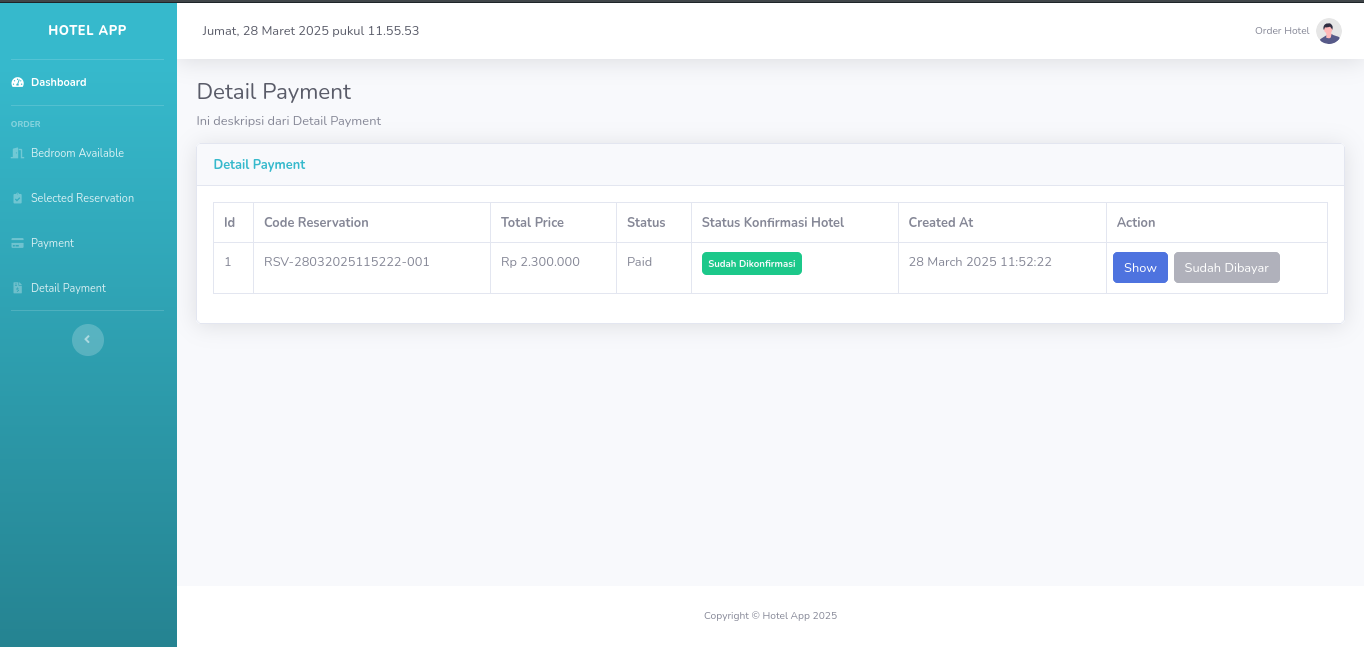 HOTEL APP
Jumat, 28 Maret 2025 pukul 11.55.53
Order Hotel
Dashboard
ORDER
Bedroom Available
Selected Reservation
Payment
Detail Payment
Detail Payment
Ini deskripsi dari Detail Payment
Detail Payment
Id Code Reservation Total Price Status Status Konfirmasi Hotel Created At Action
1 RSV-28032025115222-001 Rp 2.300.000 Paid Sudah Dikonfirmasi 28 March 2025 11:52:22 Show Sudah Dibayar
Copyright © Hotel App 2025